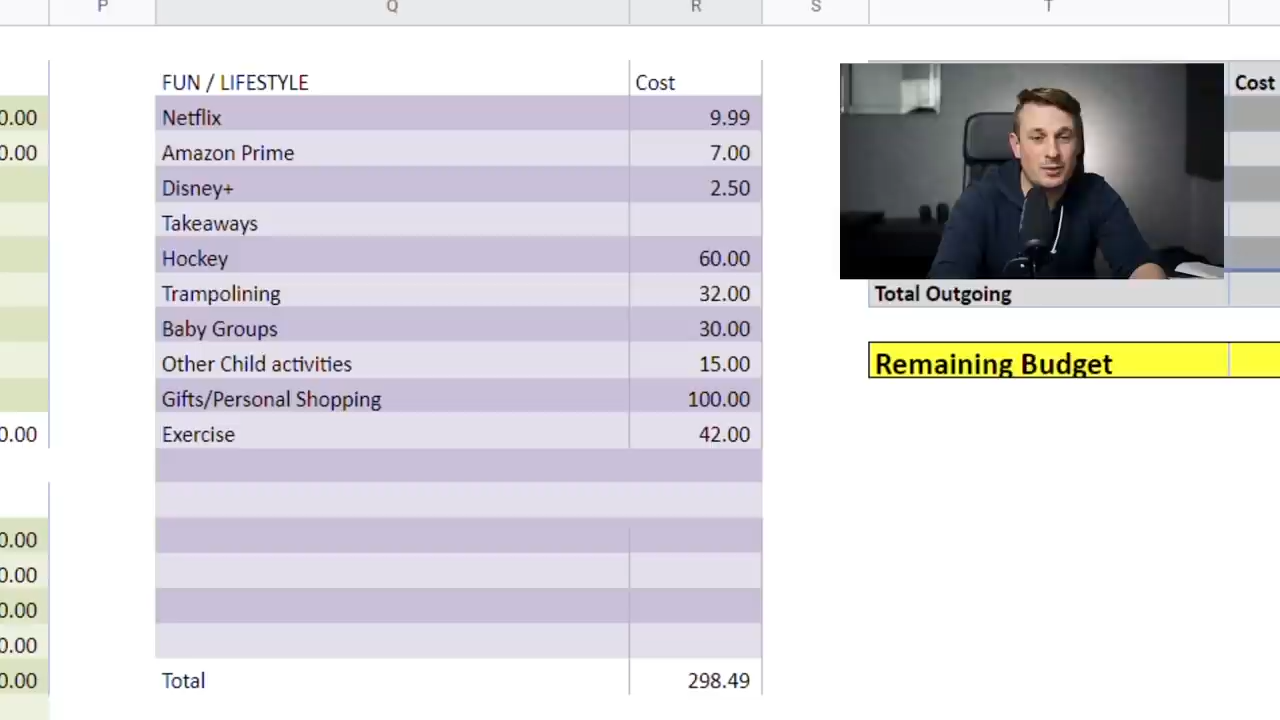 P Q R S T
FUN / LIFESTYLE Cost
Cost
0.00 Netflix 9.99
0.00 Amazon Prime 7.00
Disney+ 2.50
Takeaways
Hockey 60.00
Trampolining 32.00 Total Outgoing
Baby Groups 30.00
Other Child activities 15.00 Remaining Budget
Gifts/Personal Shopping 100.00
0.00 Exercise 42.00
0.00
0.00
0.00
0.00
0.00 Total 298.49